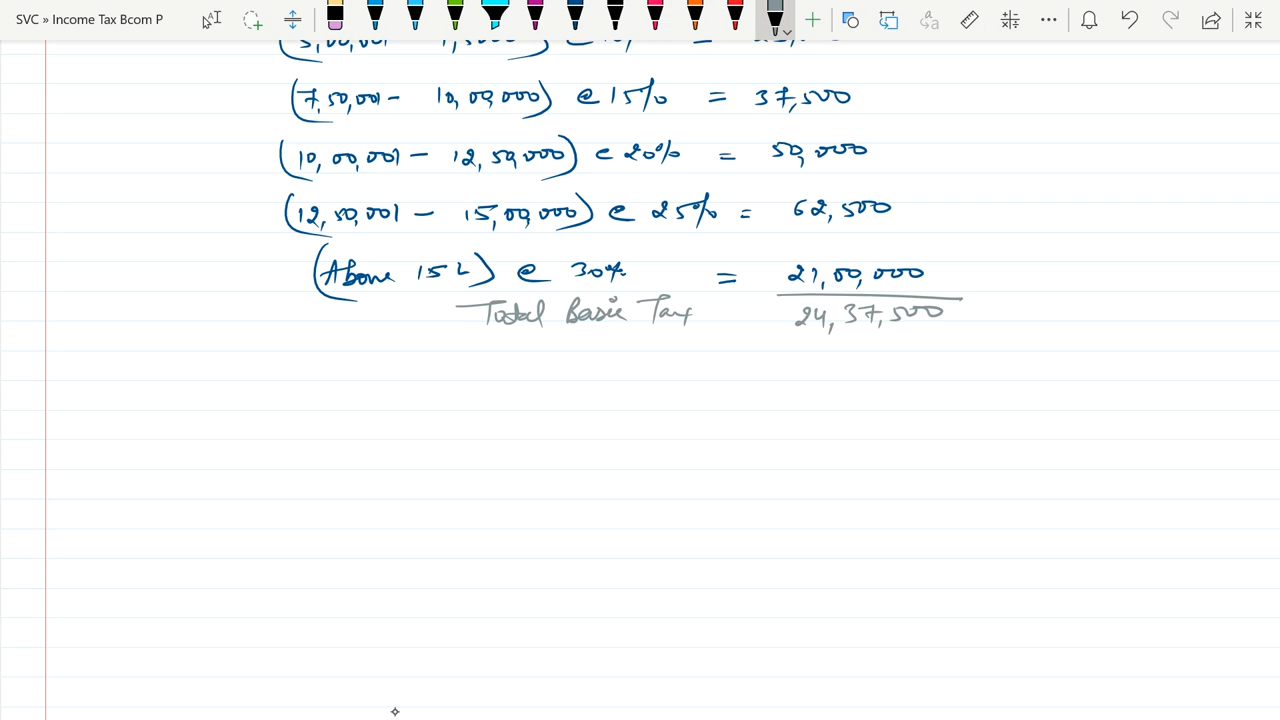 SVC » Income Tax Bcom P
(7,50,001 - 10,00,000) @ 15% = 37,500
(10,00,001 - 12,50,000) @ 20% = 50,000
(12,50,001 - 15,00,000) @ 25% = 62,500
(Above 15 L) @ 30% = 21,00,000
Total Basic Tax 24,37,500